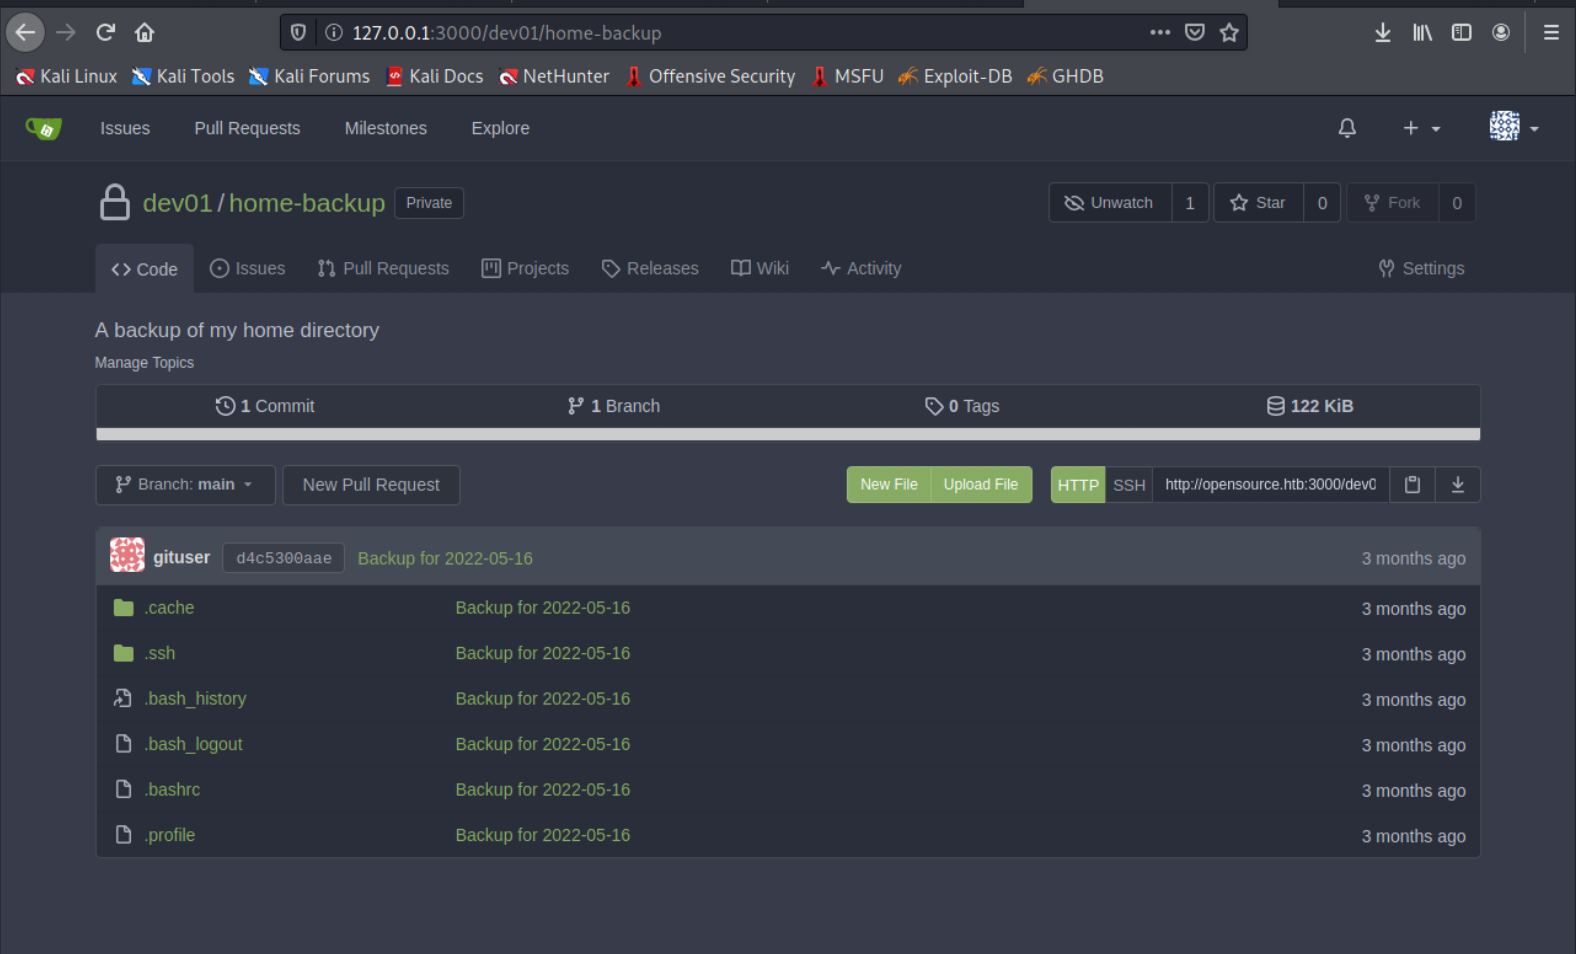 127.0.0.1:3000/dev01/home-backup
Kali Linux Kali Tools Kali Forums Kali Docs NetHunter Offensive Security MSFU Exploit-DB GHDB
Issues Pull Requests Milestones Explore
dev01 / home-backup Private Unwatch 1 Star 0 Fork 0
Code Issues Pull Requests Projects Releases Wiki Activity Settings
A backup of my home directory
Manage Topics
1 Commit 1 Branch 0 Tags 122 KiB
Branch: main New Pull Request New File Upload File HTTP SSH http://opensource.htb:3000/dev0
gituser d4c5300aae Backup for 2022-05-16 3 months ago
.cache Backup for 2022-05-16 3 months ago
.ssh Backup for 2022-05-16 3 months ago
.bash_history Backup for 2022-05-16 3 months ago
.bash_logout Backup for 2022-05-16 3 months ago
.bashrc Backup for 2022-05-16 3 months ago
.profile Backup for 2022-05-16 3 months ago